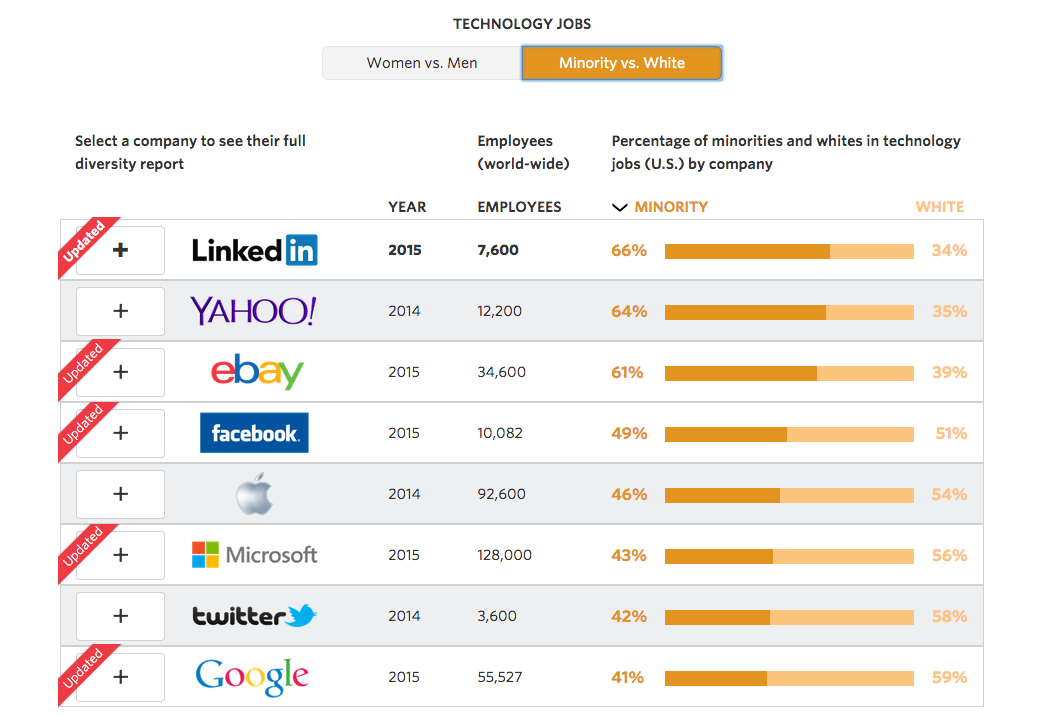 TECHNOLOGY JOBS
Women vs. Men Minority vs. White
Select a company to see their full
diversity report
Employees
(world-wide)
Percentage of minorities and whites in technology
jobs (U.S.) by company
YEAR EMPLOYEES MINORITY WHITE
Updated + Linked in 2015 7,600 66% 34%
+ YAHOO! 2014 12,200 64% 35%
Updated + ebay 2015 34,600 61% 39%
Updated + facebook. 2015 10,082 49% 51%
+ 2014 92,600 46% 54%
Updated + Microsoft 2015 128,000 43% 56%
+ twitter 2014 3,600 42% 58%
Updated + Google 2015 55,527 41% 59%